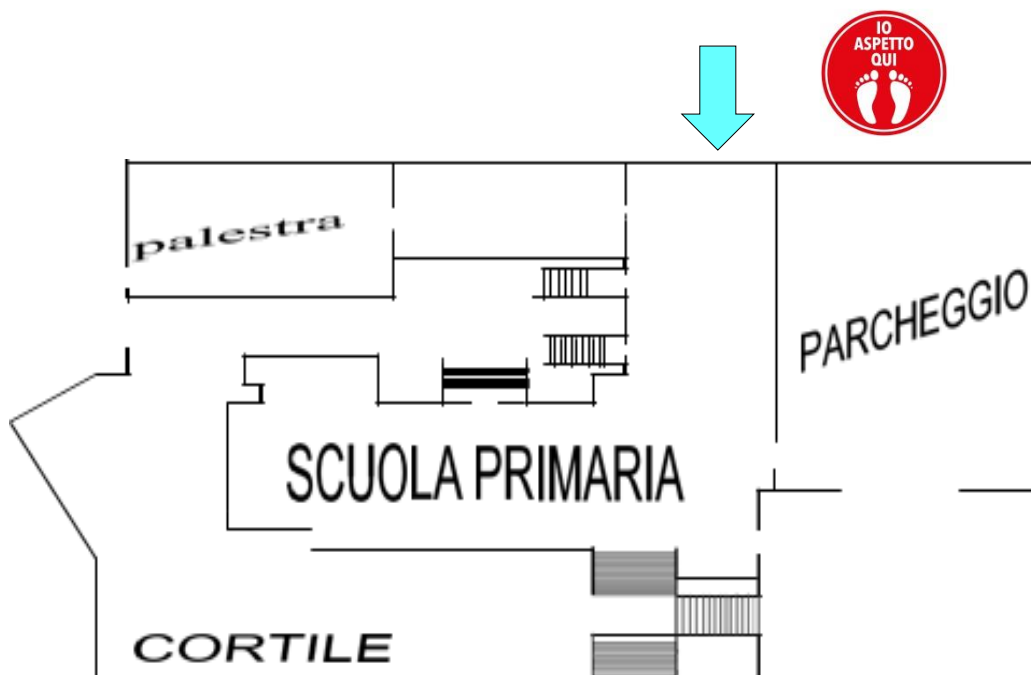 IO
ASPETTO
QUI
palestra
PARCHEGGIO
SCUOLA PRIMARIA
CORTILE